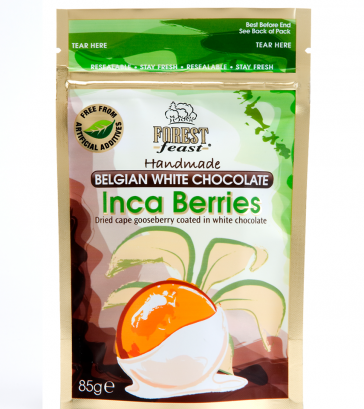 Best Before End
See Back of Pack
TEAR HERE TEAR HERE
RESEALABLE • STAY FRESH • RESEALABLE • STAY FRESH
FREE FROM
ARTIFICIAL ADDITIVES
FOREST
feast
Handmade
BELGIAN WHITE CHOCOLATE
Inca Berries
Dried cape gooseberry coated in white chocolate
85g e